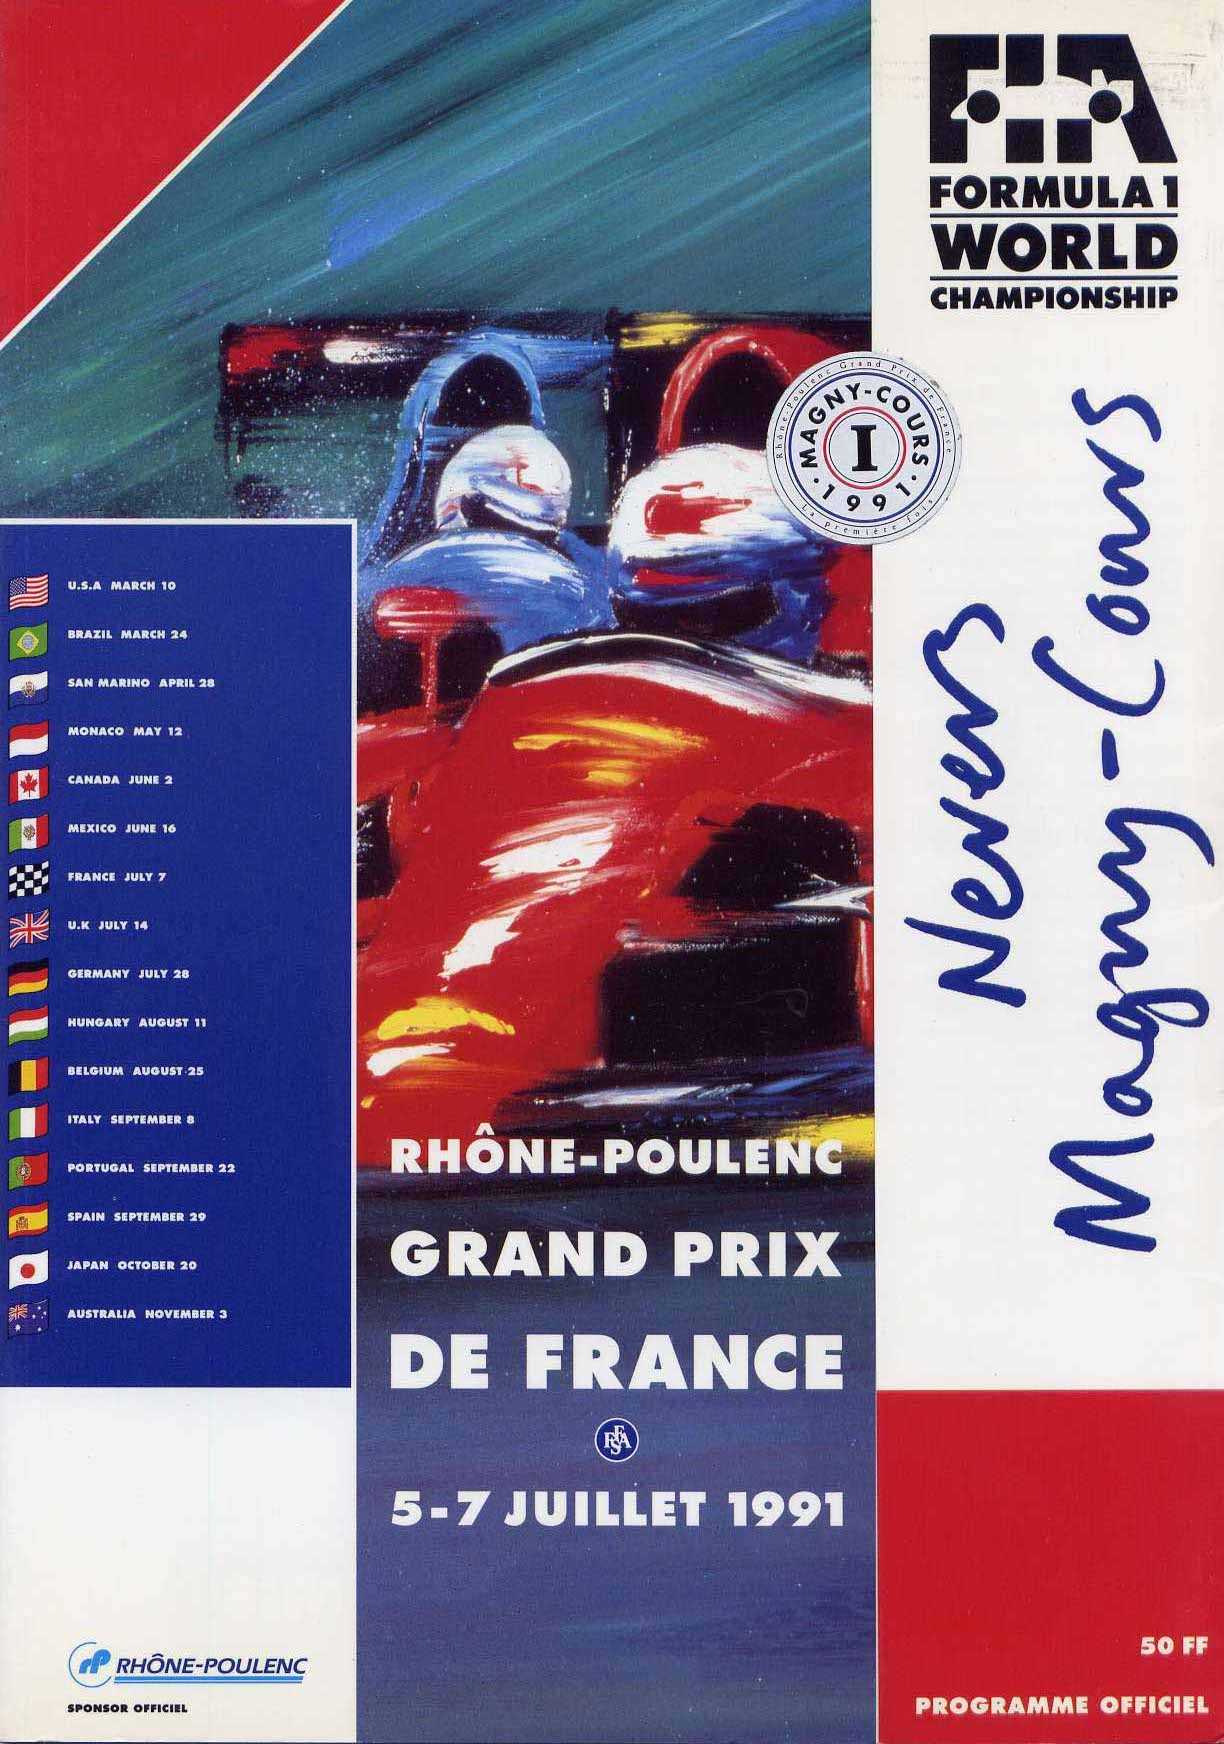 FIA
FORMULA 1
WORLD
CHAMPIONSHIP
Rhône-Poulenc Grand Prix de France
MAGNY-COURS
I
· 1991 ·
La première fois
Nevers
Magny-Cours
U.S.A MARCH 10
BRAZIL MARCH 24
SAN MARINO APRIL 28
MONACO MAY 12
CANADA JUNE 2
MEXICO JUNE 16
FRANCE JULY 7
U.K JULY 14
GERMANY JULY 28
HUNGARY AUGUST 11
BELGIUM AUGUST 25
ITALY SEPTEMBER 8
PORTUGAL SEPTEMBER 22
SPAIN SEPTEMBER 29
JAPAN OCTOBER 20
AUSTRALIA NOVEMBER 3
RHÔNE-POULENC
GRAND PRIX
DE FRANCE
FFSA
5-7 JUILLET 1991
rp RHÔNE-POULENC
SPONSOR OFFICIEL
50 FF
PROGRAMME OFFICIEL